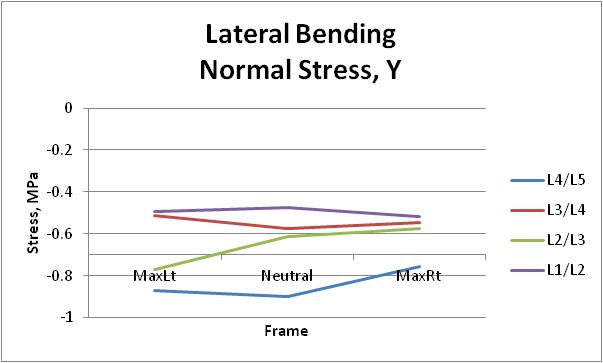 Lateral Bending
Normal Stress, Y
0
-0.2
-0.4
-0.6
-0.8
-1
Stress, MPa
MaxLt
Neutral
MaxRt
Frame
L4/L5
L3/L4
L2/L3
L1/L2